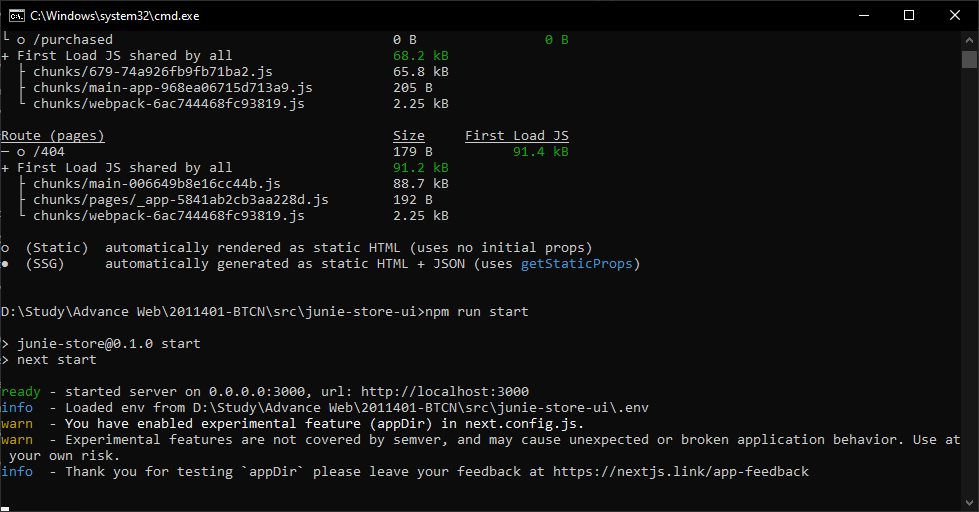 C:\Windows\system32\cmd.exe
└ o /purchased 0 B 0 B
+ First Load JS shared by all 68.2 kB
├ chunks/679-74a926fb9fb71ba2.js 65.8 kB
├ chunks/main-app-968ea06715d713a9.js 205 B
└ chunks/webpack-6ac744468fc93819.js 2.25 kB
Route (pages) Size First Load JS
─ o /404 179 B 91.4 kB
+ First Load JS shared by all 91.2 kB
├ chunks/main-006649b8e16cc44b.js 88.7 kB
├ chunks/pages/_app-5841ab2cb3aa228d.js 192 B
└ chunks/webpack-6ac744468fc93819.js 2.25 kB
o (Static) automatically rendered as static HTML (uses no initial props)
● (SSG) automatically generated as static HTML + JSON (uses getStaticProps)
D:\Study\Advance Web\2011401-BTCN\src\junie-store-ui>npm run start
> junie-store@0.1.0 start
> next start
ready - started server on 0.0.0.0:3000, url: http://localhost:3000
info - Loaded env from D:\Study\Advance Web\2011401-BTCN\src\junie-store-ui\.env
warn - You have enabled experimental feature (appDir) in next.config.js.
warn - Experimental features are not covered by semver, and may cause unexpected or broken application behavior. Use at
your own risk.
info - Thank you for testing `appDir` please leave your feedback at https://nextjs.link/app-feedback